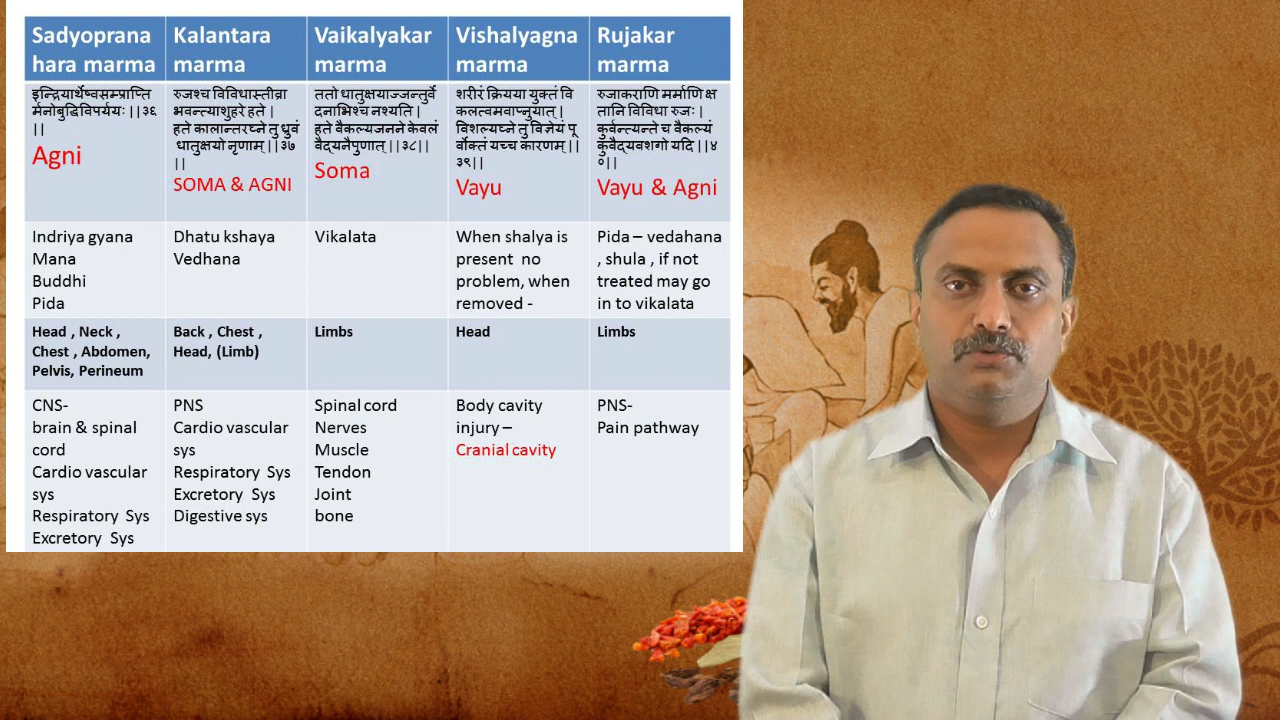 Sadyoprana
hara marma
Kalantara
marma
Vaikalyakar
marma
Vishalyagna
marma
Rujakar
marma
इन्द्रियार्थेष्वसम्प्राप्ति
र्मनोबुद्धिविपर्ययः||३६
||
Agni
रुजश्च विविधास्तीव्रा
भवन्त्याशुहरे हते |
हते कालान्तरघ्ने तु ध्रुवं
धातुक्षयो नृणाम्||३७
||
SOMA & AGNI
ततो धातुक्षयाज्जन्तुर्वे
दनाभिश्च नश्यति |
हते वैकल्यजनने केवलं
वैद्यनैपुणात्||३८||
Soma
शरीरं क्रियया युक्तं वि
कलत्वमवाप्नुयात्|
विशल्यघ्ने तु विज्ञेयं पू
र्वोक्तं यच्च कारणम्||
३९||
Vayu
रुजाकराणि मर्माणि क्ष
तानि विविधा रुजः|
कुर्वन्त्यन्ते च वैकल्यं
कुवैद्यवशगो यदि||४
०||
Vayu & Agni
Indriya gyana
Mana
Buddhi
Pida
Dhatu kshaya
Vedhana
Vikalata
When shalya is
present no
problem, when
removed -
Pida – vedahana
, shula , if not
treated may go
in to vikalata
Head , Neck ,
Chest , Abdomen,
Pelvis, Perineum
Back , Chest ,
Head, (Limb)
Limbs
Head
Limbs
CNS-
brain & spinal
cord
Cardio vascular
sys
Respiratory Sys
Excretory Sys
PNS
Cardio vascular
sys
Respiratory Sys
Excretory Sys
Digestive sys
Spinal cord
Nerves
Muscle
Tendon
Joint
bone
Body cavity
injury –
Cranial cavity
PNS-
Pain pathway